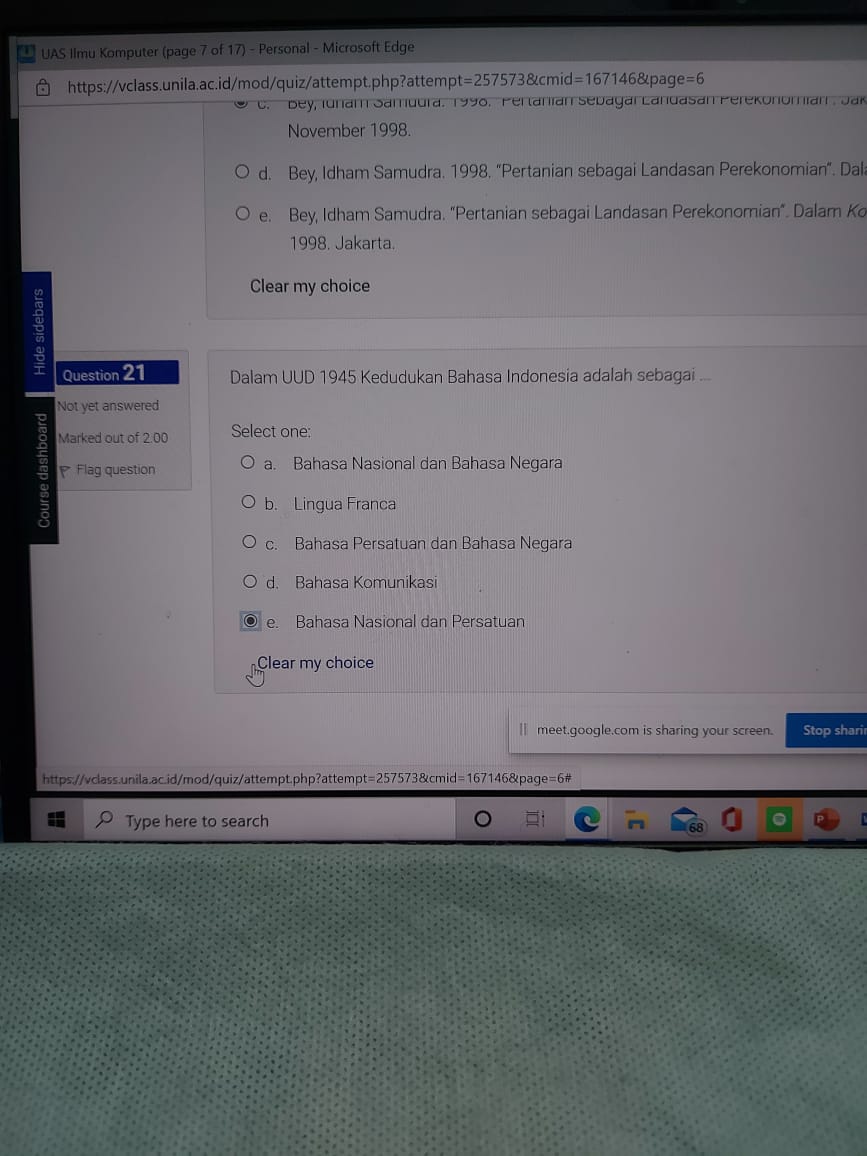 UAS Ilmu Komputer (page 7 of 17) - Personal - Microsoft Edge
https://vclass.unila.ac.id/mod/quiz/attempt.php?attempt=257573&cmid=167146&page=6
c. Bey, Idham Samudra. 1998. "Pertanian sebagai Landasan Perekonomian". Jak
November 1998.
d. Bey, Idham Samudra. 1998. "Pertanian sebagai Landasan Perekonomian". Dala
e. Bey, Idham Samudra. "Pertanian sebagai Landasan Perekonomian". Dalam Ko
1998. Jakarta.
Clear my choice
Hide sidebars
Course dashboard
Question 21
Not yet answered
Marked out of 2.00
Flag question
Dalam UUD 1945 Kedudukan Bahasa Indonesia adalah sebagai ...
Select one:
a. Bahasa Nasional dan Bahasa Negara
b. Lingua Franca
c. Bahasa Persatuan dan Bahasa Negara
d. Bahasa Komunikasi
e. Bahasa Nasional dan Persatuan
Clear my choice
meet.google.com is sharing your screen.
Stop sharin
https://vclass.unila.ac.id/mod/quiz/attempt.php?attempt=257573&cmid=167146&page=6#
Type here to search
68
P